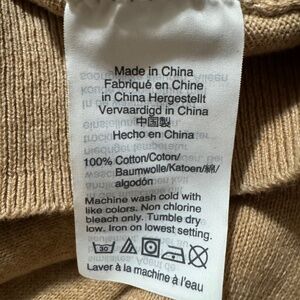 Made in China
Fabriqué en Chine
in China Hergestellt
Vervaardigd in China
中国製
Hecho en China
100% Cotton/Coton/
Baumwolle/Katoen/綿/
algodón
Machine wash cold with
like colors. Non chlorine
bleach only. Tumble dry
low. Iron on lowest setting.
30
Laver à la machine à l'eau